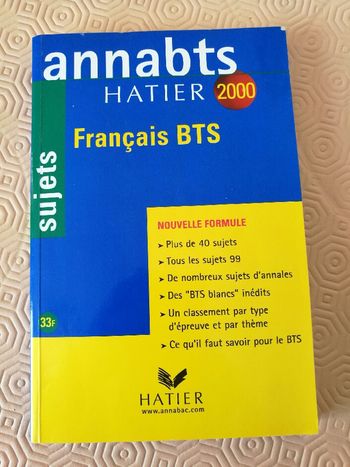 annabts
HATIER 2000
Français BTS
sujets
NOUVELLE FORMULE
➤ Plus de 40 sujets
➤ Tous les sujets 99
➤ De nombreux sujets d'annales
➤ Des "BTS blancs" inédits
➤ Un classement par type
d'épreuve et par thème
➤ Ce qu'il faut savoir pour le BTS
33F
HATIER
www.annabac.com